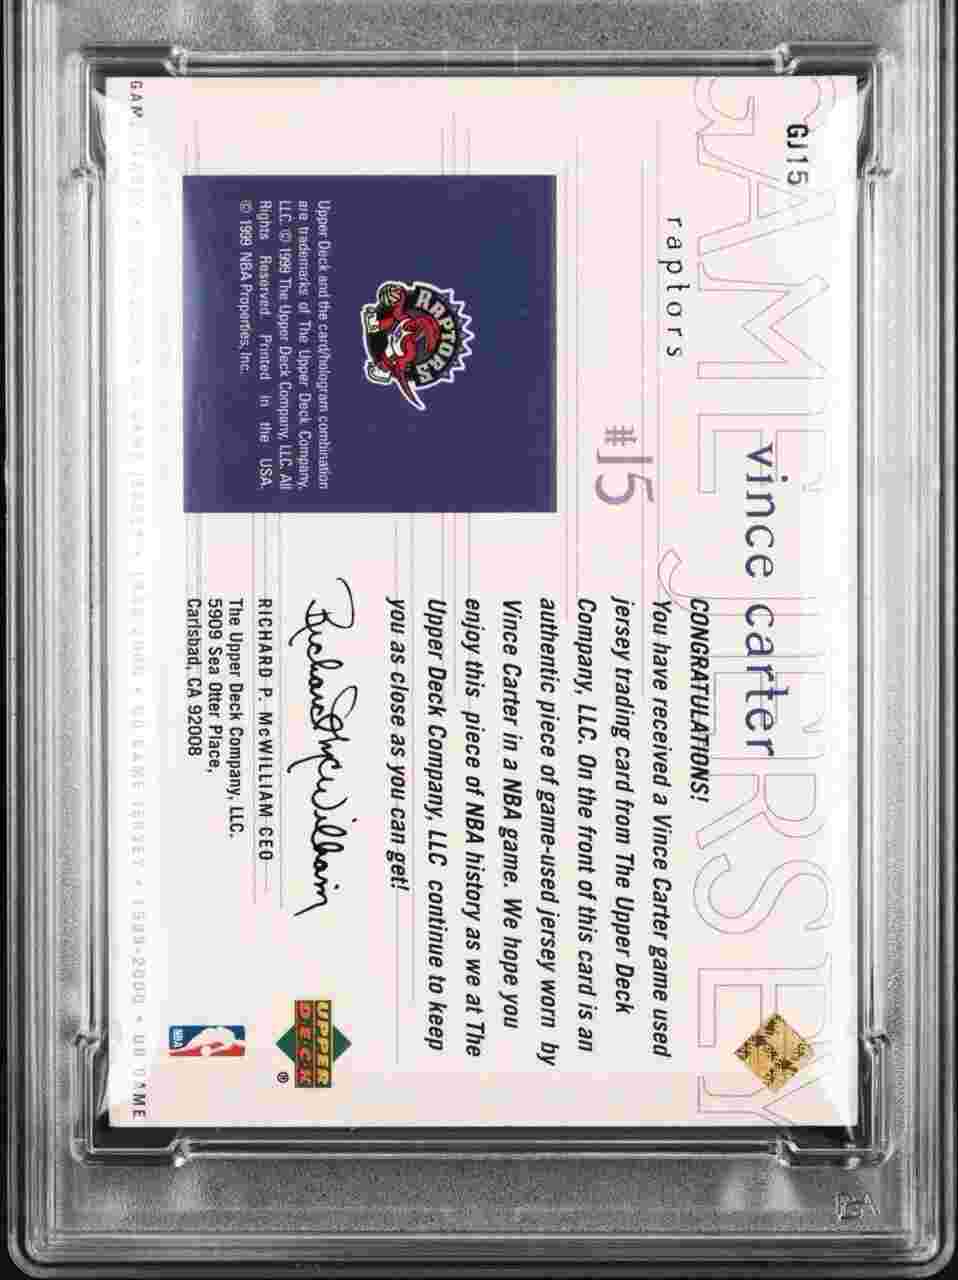 GAME JERSEY
GJ15
vince carter
raptors
#15
CONGRATULATIONS!
You have received a Vince Carter game used
jersey trading card from The Upper Deck
Company, LLC. On the front of this card is an
authentic piece of game-used jersey worn by
Vince Carter in a NBA game. We hope you
enjoy this piece of NBA history as we at The
Upper Deck Company, LLC continue to keep
you as close as you can get!
Richard P. McWilliam
RICHARD P. McWILLIAM CEO
The Upper Deck Company, LLC.
5909 Sea Otter Place,
Carlsbad, CA 92008
RAPTORS
Upper Deck and the card/hologram combination
are trademarks of The Upper Deck Company,
LLC. © 1999 The Upper Deck Company, LLC. All
Rights Reserved. Printed in the USA.
© 1999 NBA Properties, Inc.
UPPER
DECK
®
NBA
GAME JERSEY • 1999-2000 • UD GAME JERSEY • 1999-2000 • UD GAME